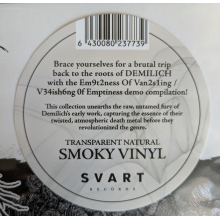 6 430080 237739
Brace yourselves for a brutal trip
back to the roots of DEMILICH
with the Em9t2ness Of Van2s1ing /
V34ish6ng 0f Emptiness demo compilation!
This collection unearths the raw, untamed fury of
Demilich's early work, capturing the essence of their
twisted, atmospheric death metal before they
revolutionized the genre.
TRANSPARENT NATURAL
SMOKY VINYL
SVART
RECORDS